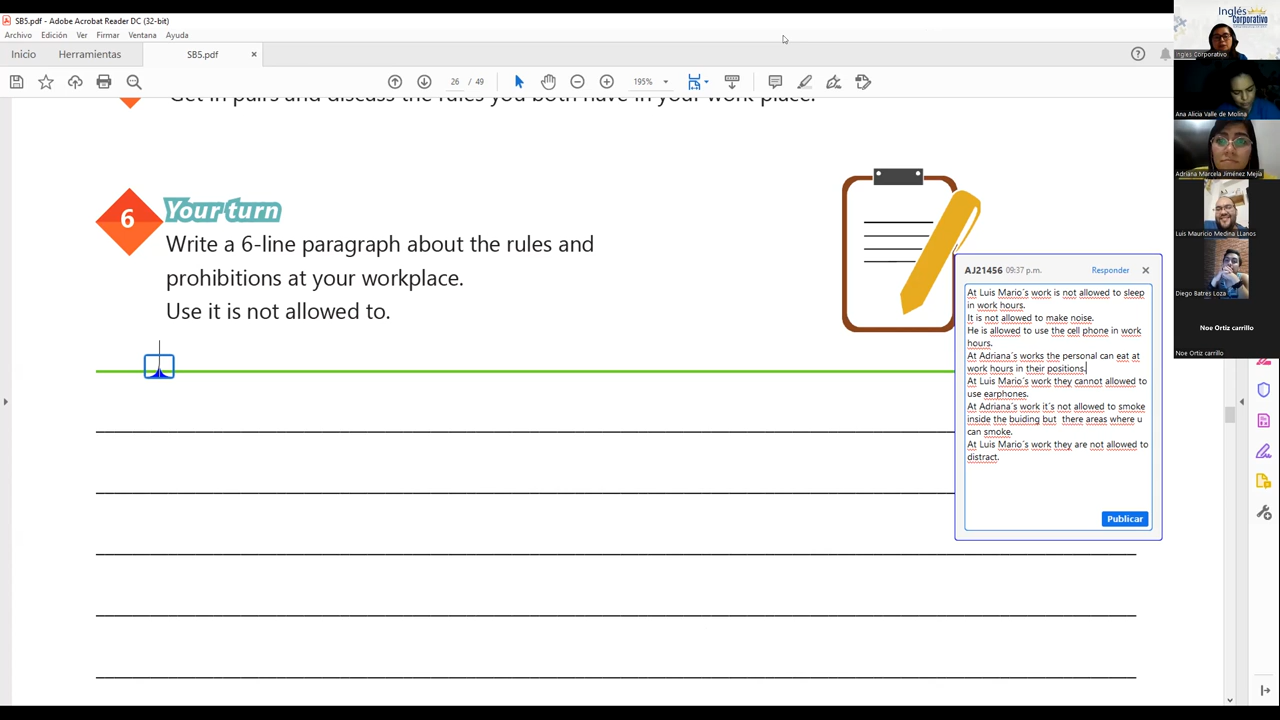 SB5.pdf - Adobe Acrobat Reader DC (32-bit)
Archivo Edición Ver Firmar Ventana Ayuda
Inicio Herramientas SB5.pdf ×
26 / 49 195%
Get in pairs and discuss the rules you both have in your work place.
6 Your turn
Write a 6-line paragraph about the rules and
prohibitions at your workplace.
Use it is not allowed to.
AJ21456 09:37 p.m. Responder
At Luis Mario´s work is not allowed to sleep
in work hours.
It is not allowed to make noise.
He is allowed to use the cell phone in work
hours.
At Adriana´s works the personal can eat at
work hours in their positions.
At Luis Mario´s work they cannot allowed to
use earphones.
At Adriana´s work it´s not allowed to smoke
inside the buiding but there areas where u
can smoke.
At Luis Mario´s work they are not allowed to
distract.
Publicar
Inglés
Corporativo
Inglés Corporativo
Ana Alicia Valle de Molina
Adriana Marcela Jiménez Mejía
Luis Mauricio Medina LLanos
Diego Batres Loza
Noe Ortiz carrillo
Noe Ortiz carrillo